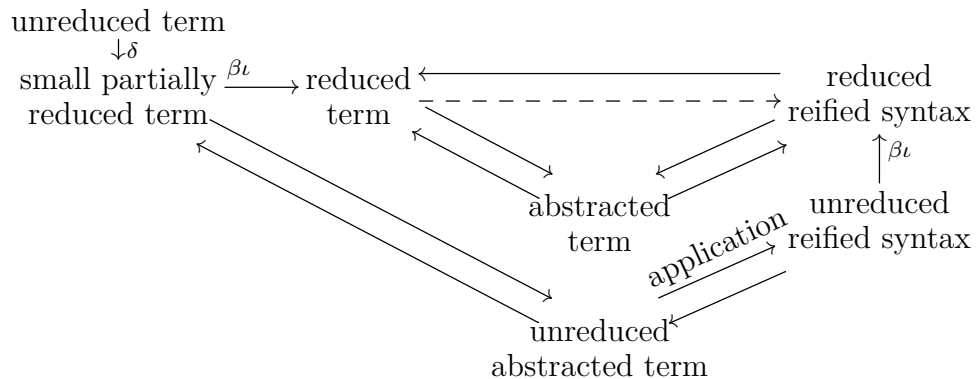 unreduced term
δ
small partially
reduced term
βι
reduced
term
reduced
reified syntax
βι
abstracted
term
unreduced
reified syntax
application
unreduced
abstracted term